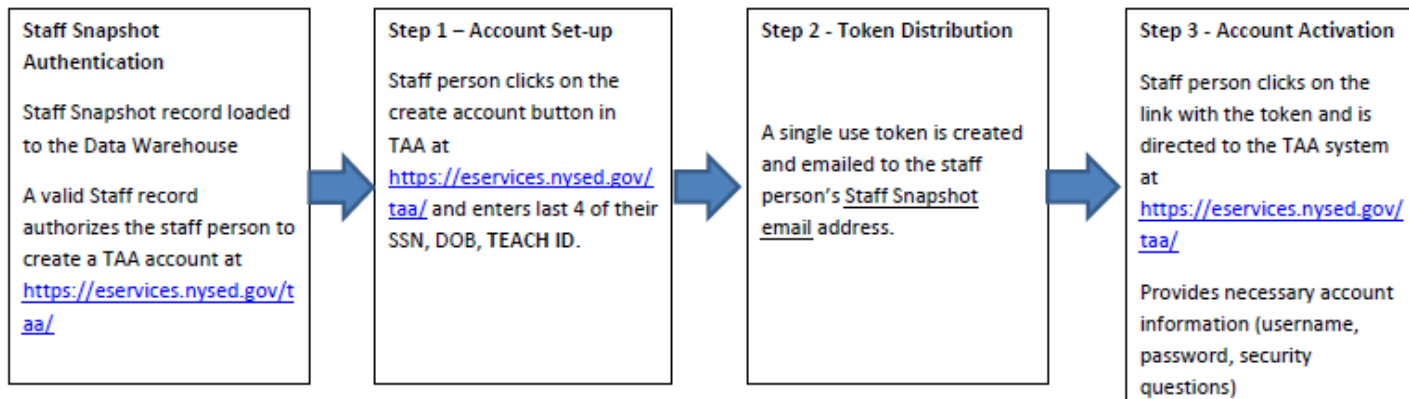 Staff Snapshot
Authentication
Staff Snapshot record loaded
to the Data Warehouse
A valid Staff record
authorizes the staff person to
create a TAA account at
https://eservices.nysed.gov/t
aa/
Step 1 – Account Set-up
Staff person clicks on the
create account button in
TAA at
https://eservices.nysed.gov/
taa/ and enters last 4 of their
SSN, DOB, TEACH ID.
Step 2 - Token Distribution
A single use token is created
and emailed to the staff
person’s Staff Snapshot
email address.
Step 3 - Account Activation
Staff person clicks on the
link with the token and is
directed to the TAA system
at
https://eservices.nysed.gov/
taa/
Provides necessary account
information (username,
password, security
questions)